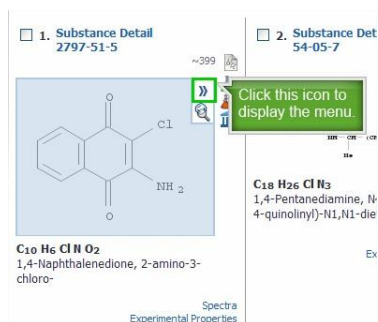 1. Substance Detail
2797-51-5
~399
O
Cl
NH 2
O
C10 H6 Cl N O2
1,4-Naphthalenedione, 2-amino-3-
chloro-
Spectra
Experimental Properties
2. Substance Det
54-05-7
Click this icon to
display the menu.
Me
C18 H26 Cl N3
1,4-Pentanediamine, N4
4-quinolinyl)-N1,N1-die
Ex